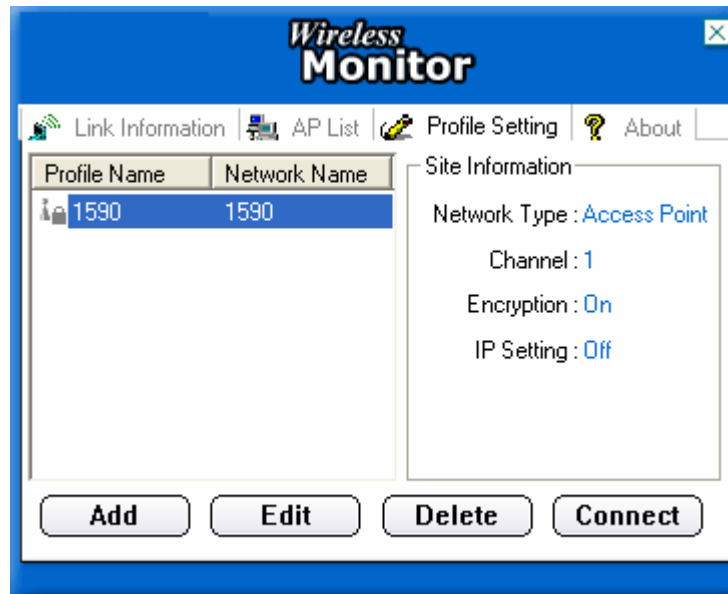 Wireless
Monitor
Link Information AP List Profile Setting About
Profile Name Network Name
1590 1590
Site Information
Network Type : Access Point
Channel : 1
Encryption : On
IP Setting : Off
Add Edit Delete Connect